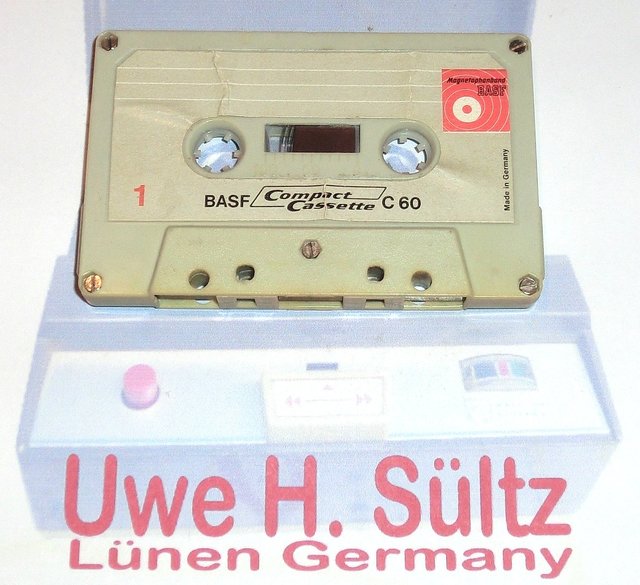 Magnetophonband
BASF
Made in Germany
1
BASF Compact Cassette C 60
Uwe H. Sültz
Lünen Germany